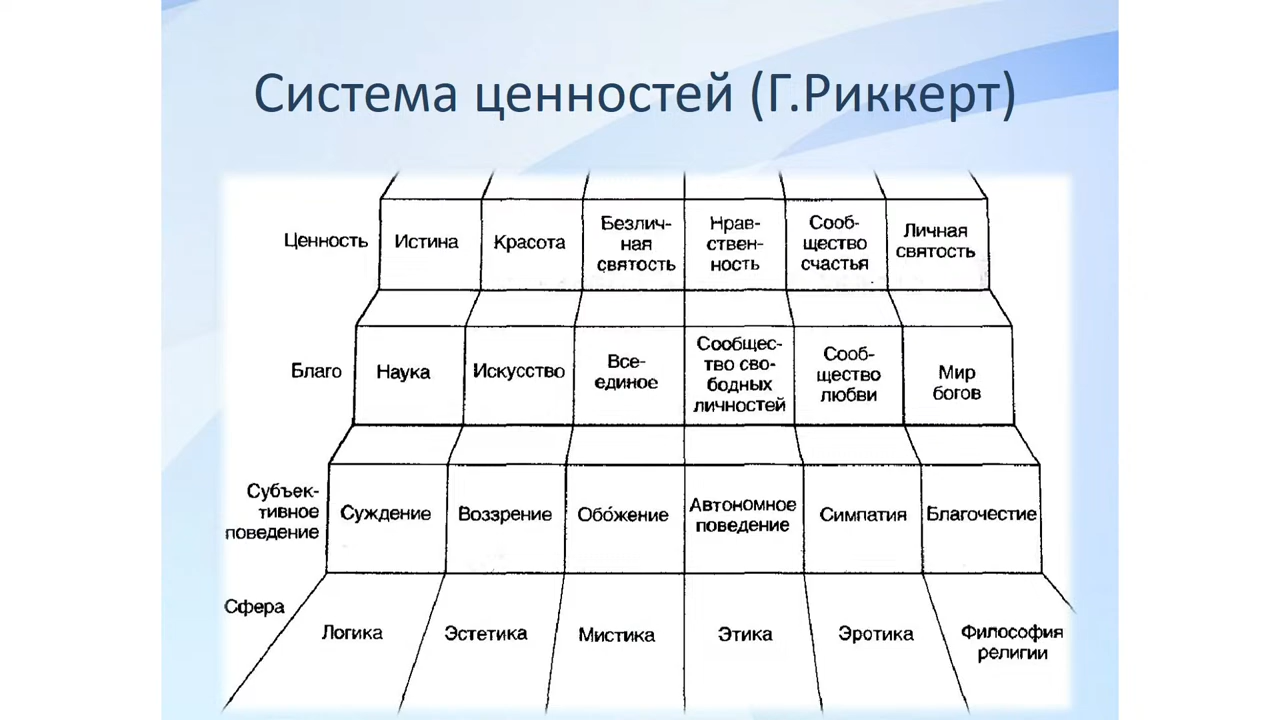 Система ценностей (Г.Риккерт)
Ценность
Истина
Красота
Безлич-
ная
святость
Нрав-
ствен-
ность
Сооб-
щество
счастья
Личная
святость
Благо
Наука
Искусство
Все-
единое
Сообщес-
тво сво-
бодных
личностей
Сооб-
щество
любви
Мир
богов
Субъек-
тивное
поведение
Суждение
Воззрение
Обо́жение
Автономное
поведение
Симпатия
Благочестие
Сфера
Логика
Эстетика
Мистика
Этика
Эротика
Философия
религии